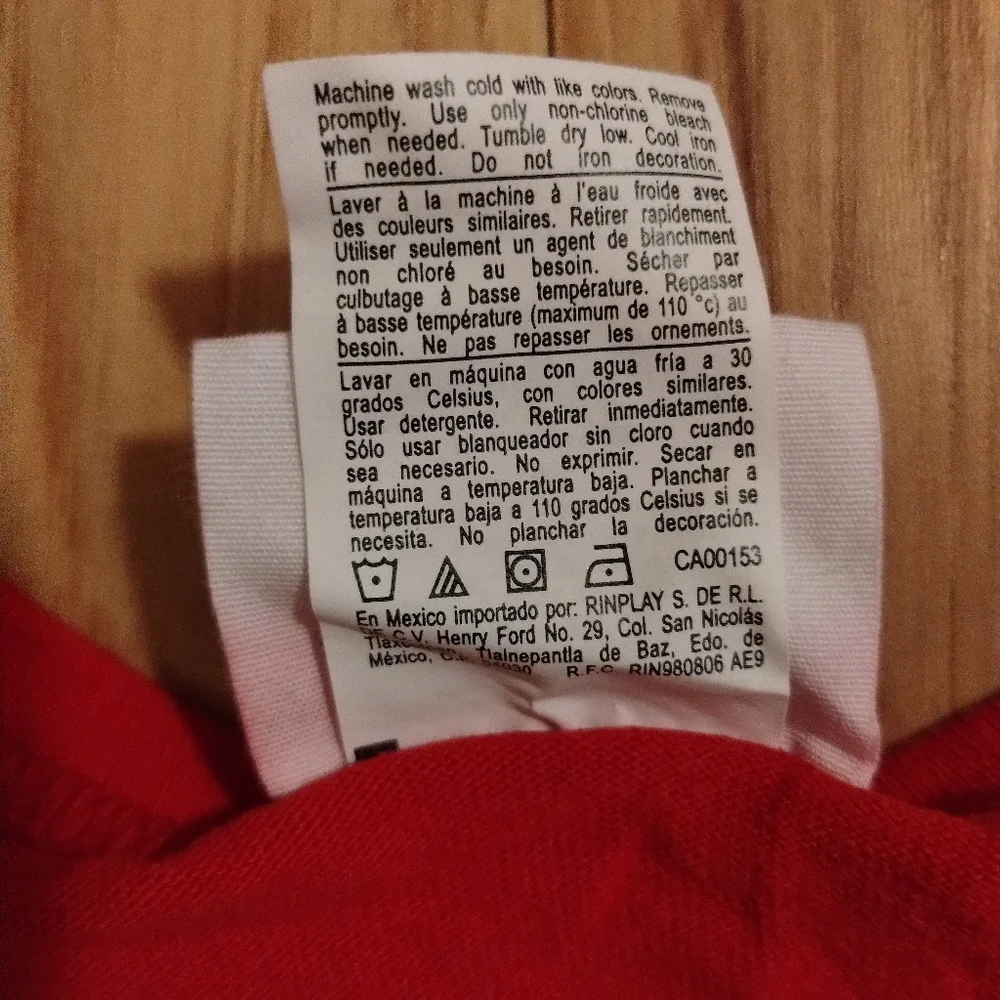 Machine wash cold with like colors. Remove
promptly. Use only non-chlorine bleach
when needed. Tumble dry low. Cool iron
if needed. Do not iron decoration.
Laver à la machine à l'eau froide avec
des couleurs similaires. Retirer rapidement.
Utiliser seulement un agent de blanchiment
non chloré au besoin. Sécher par
culbutage à basse température. Repasser
à basse température (maximum de 110 °c) au
besoin. Ne pas repasser les ornements.
Lavar en máquina con agua fría a 30
grados Celsius, con colores similares.
Usar detergente. Retirar inmediatamente.
Sólo usar blanqueador sin cloro cuando
sea necesario. No exprimir. Secar en
máquina a temperatura baja. Planchar a
temperatura baja a 110 grados Celsius si se
necesita. No planchar la decoración.
CA00153
En Mexico importado por: RINPLAY S. DE R.L.
DE C.V. Henry Ford No. 29, Col. San Nicolás
Tlalnepantla de Baz, Edo. de
México, R.F.C. RIN980806 AE9